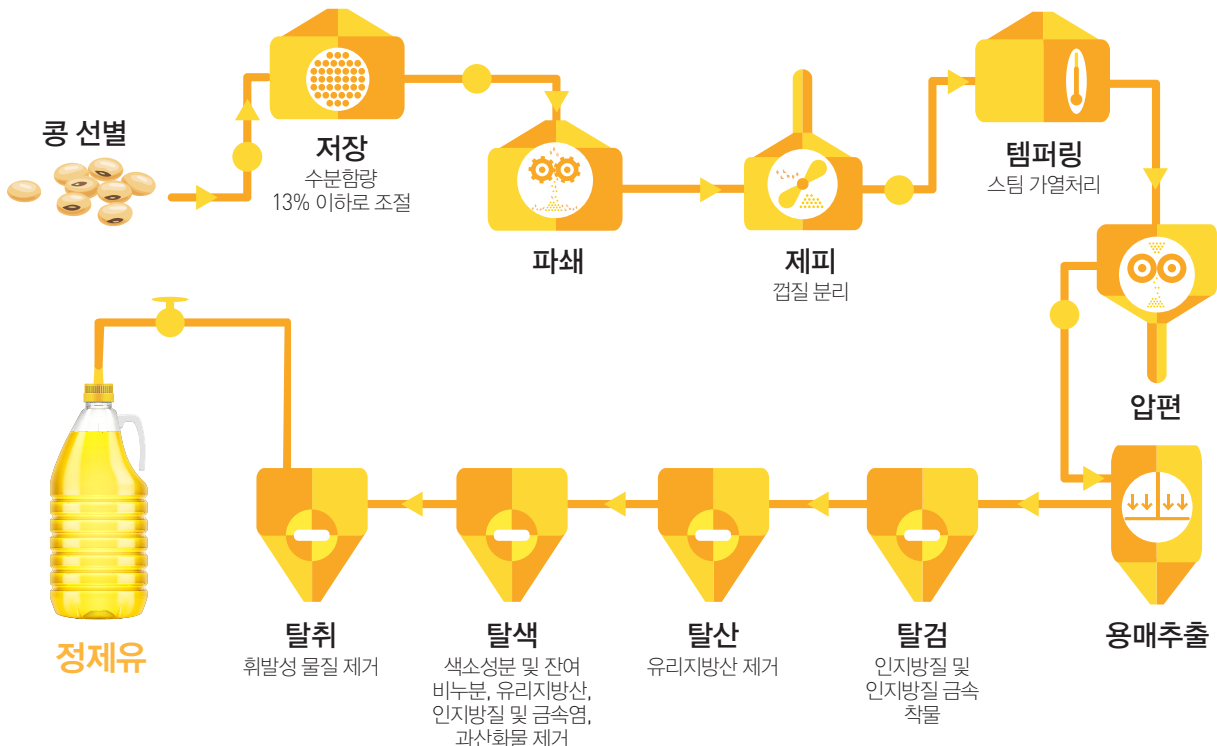 콩 선별
저장
수분함량
13% 이하로 조절
파쇄
제피
껍질 분리
템퍼링
스팀 가열처리
압편
용매추출
탈검
인지방질 및
인지방질 금속
착물
탈산
유리지방산 제거
탈색
색소성분 및 잔여
비누분, 유리지방산,
인지방질 및 금속염,
과산화물 제거
탈취
휘발성 물질 제거
정제유